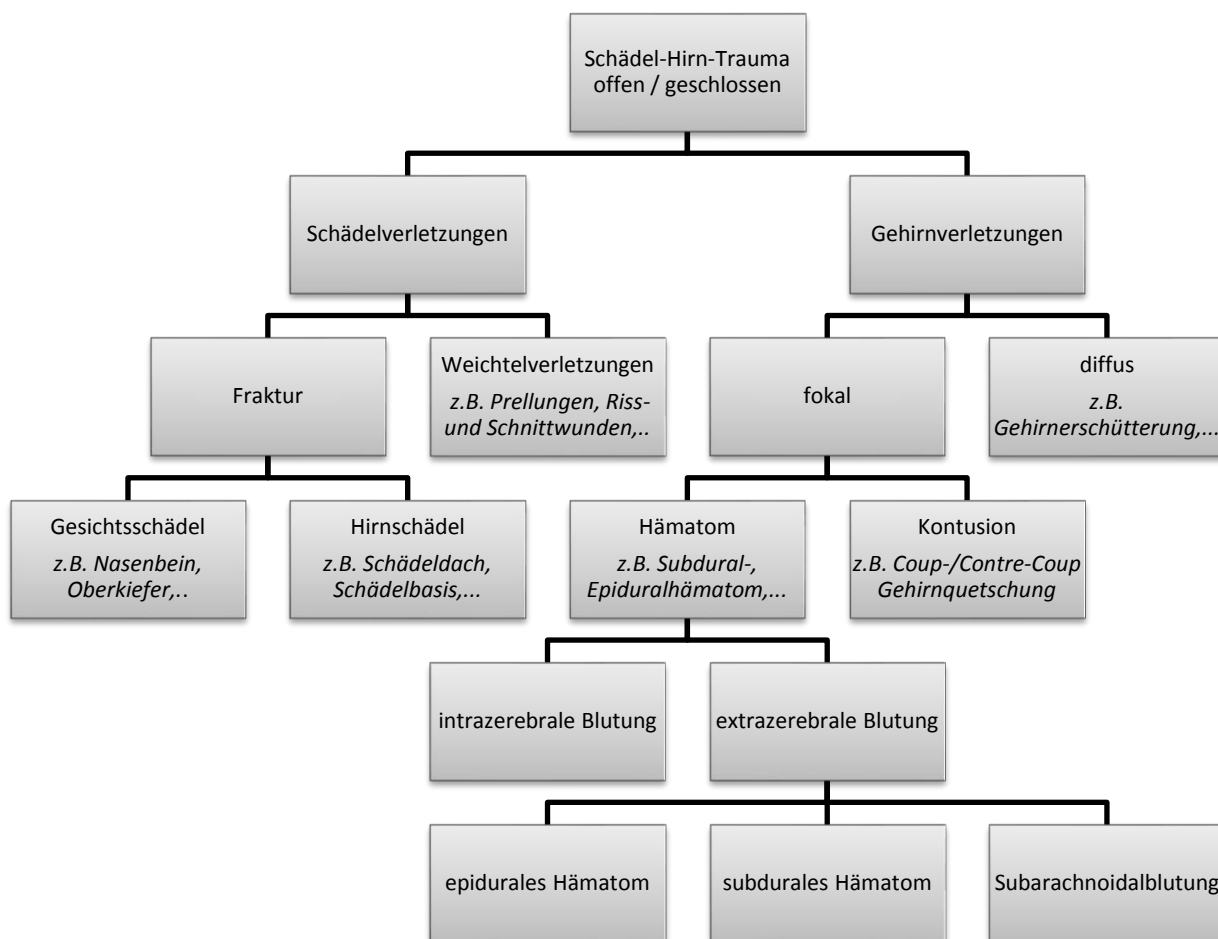 Schädel-Hirn-Trauma
offen / geschlossen
Schädelverletzungen
Gehirnverletzungen
Fraktur
Weichtelverletzungen
z.B. Prellungen, Riss-
und Schnittwunden,..
fokal
diffus
z.B.
Gehirnerschütterung,...
Gesichtsschädel
z.B. Nasenbein,
Oberkiefer,..
Hirnschädel
z.B. Schädeldach,
Schädelbasis,...
Hämatom
z.B. Subdural-,
Epiduralhämatom,...
Kontusion
z.B. Coup-/Contre-Coup
Gehirnquetschung
intrazerebrale Blutung
extrazerebrale Blutung
epidurales Hämatom
subdurales Hämatom
Subarachnoidalblutung